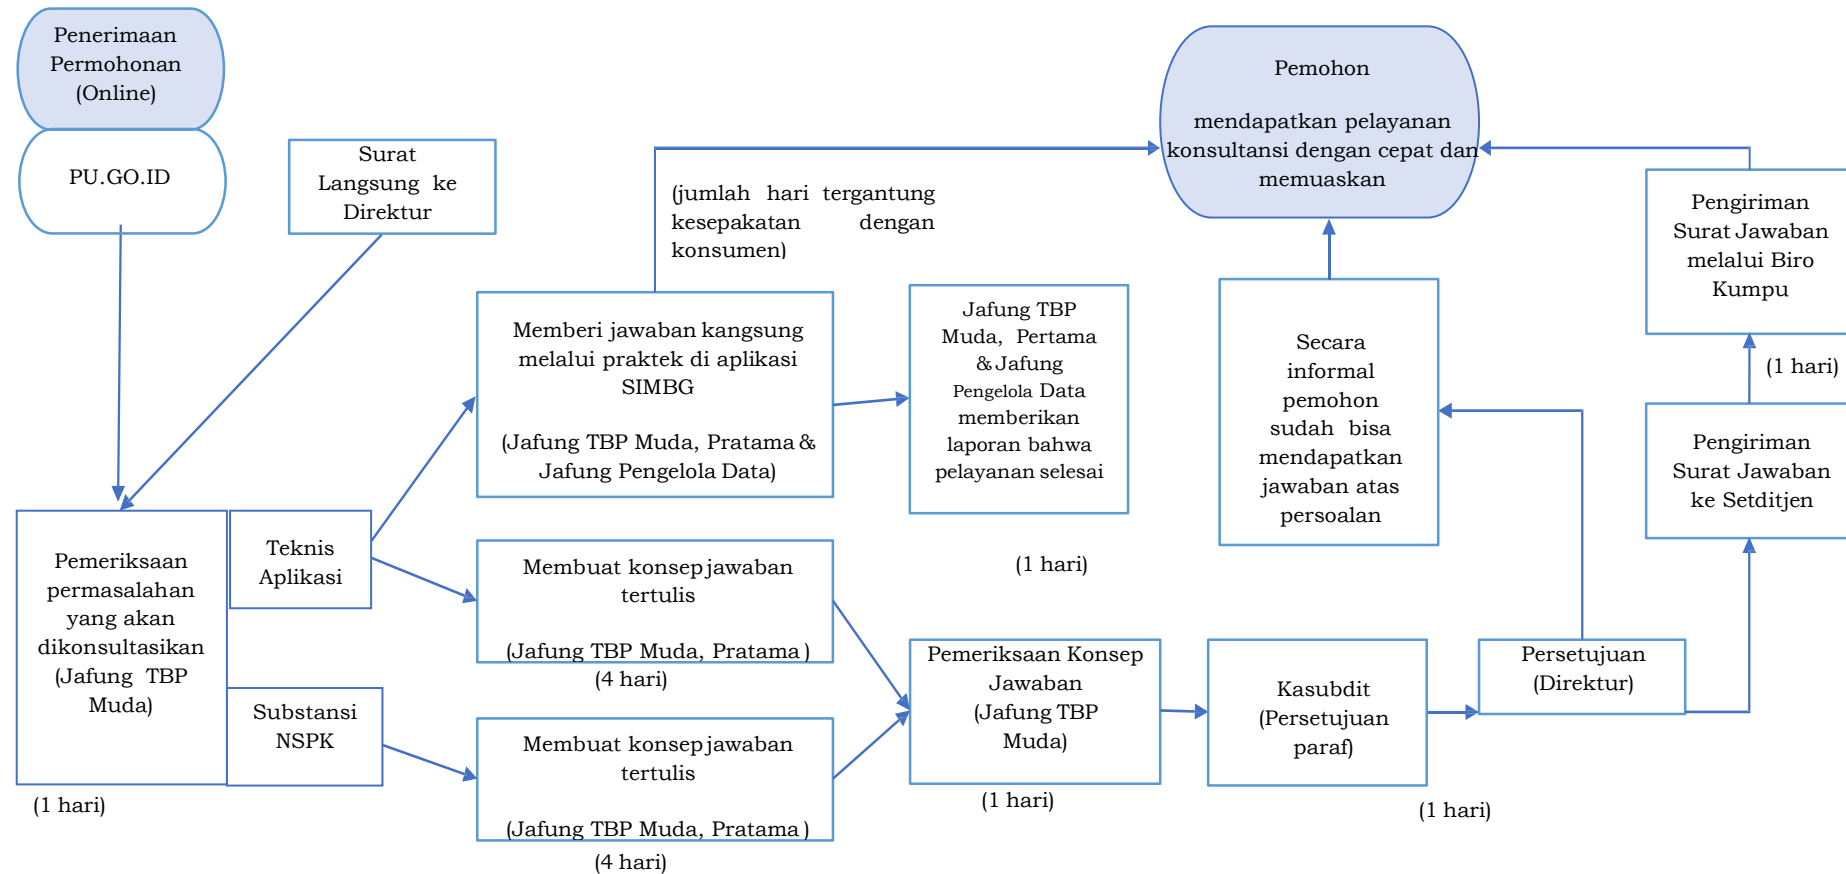 Penerimaan
Permohonan
(Online)
PU.GO.ID
Surat
Langsung ke
Direktur
Pemeriksaan
permasalahan
yang akan
dikonsultasikan
(Jafung TBP
Muda)
(1 hari)
Teknis
Aplikasi
Substansi
NSPK
Memberi jawaban kangsung
melalui praktek di aplikasi
SIMBG
(Jafung TBP Muda, Pratama &
Jafung Pengelola Data)
(jumlah hari tergantung
kesepakatan dengan
konsumen)
Membuat konsep jawaban
tertulis
(Jafung TBP Muda, Pratama )
(4 hari)
Membuat konsep jawaban
tertulis
(Jafung TBP Muda, Pratama )
(4 hari)
Jafung TBP
Muda, Pertama
& Jafung
Pengelola Data
memberikan
laporan bahwa
pelayanan selesai
(1 hari)
Pemeriksaan Konsep
Jawaban
(Jafung TBP
Muda)
(1 hari)
Kasubdit
(Persetujuan
paraf)
(1 hari)
Persetujuan
(Direktur)
Secara
informal
pemohon
sudah bisa
mendapatkan
jawaban atas
persoalan
Pemohon
mendapatkan pelayanan
konsultansi dengan cepat dan
memuaskan
Pengiriman
Surat Jawaban
melalui Biro
Kumpu
(1 hari)
Pengiriman
Surat Jawaban
ke Setditjen